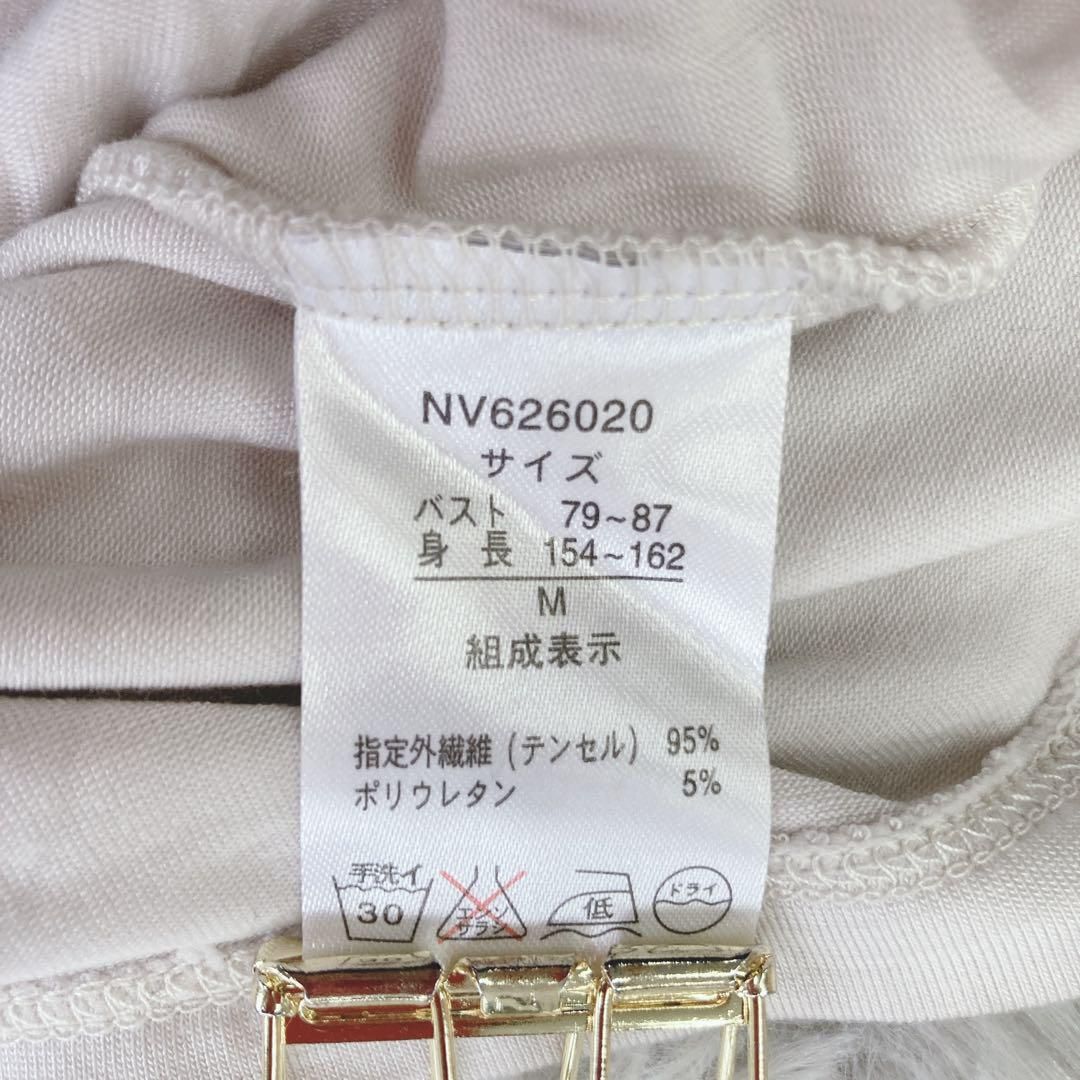 NV626020
サイズ
バスト 79~87
身長 154~162
M
組成表示
指定外繊維(テンセル) 95%
ポリウレタン 5%
手洗イ 30 エンソサラシ 低 ドライ